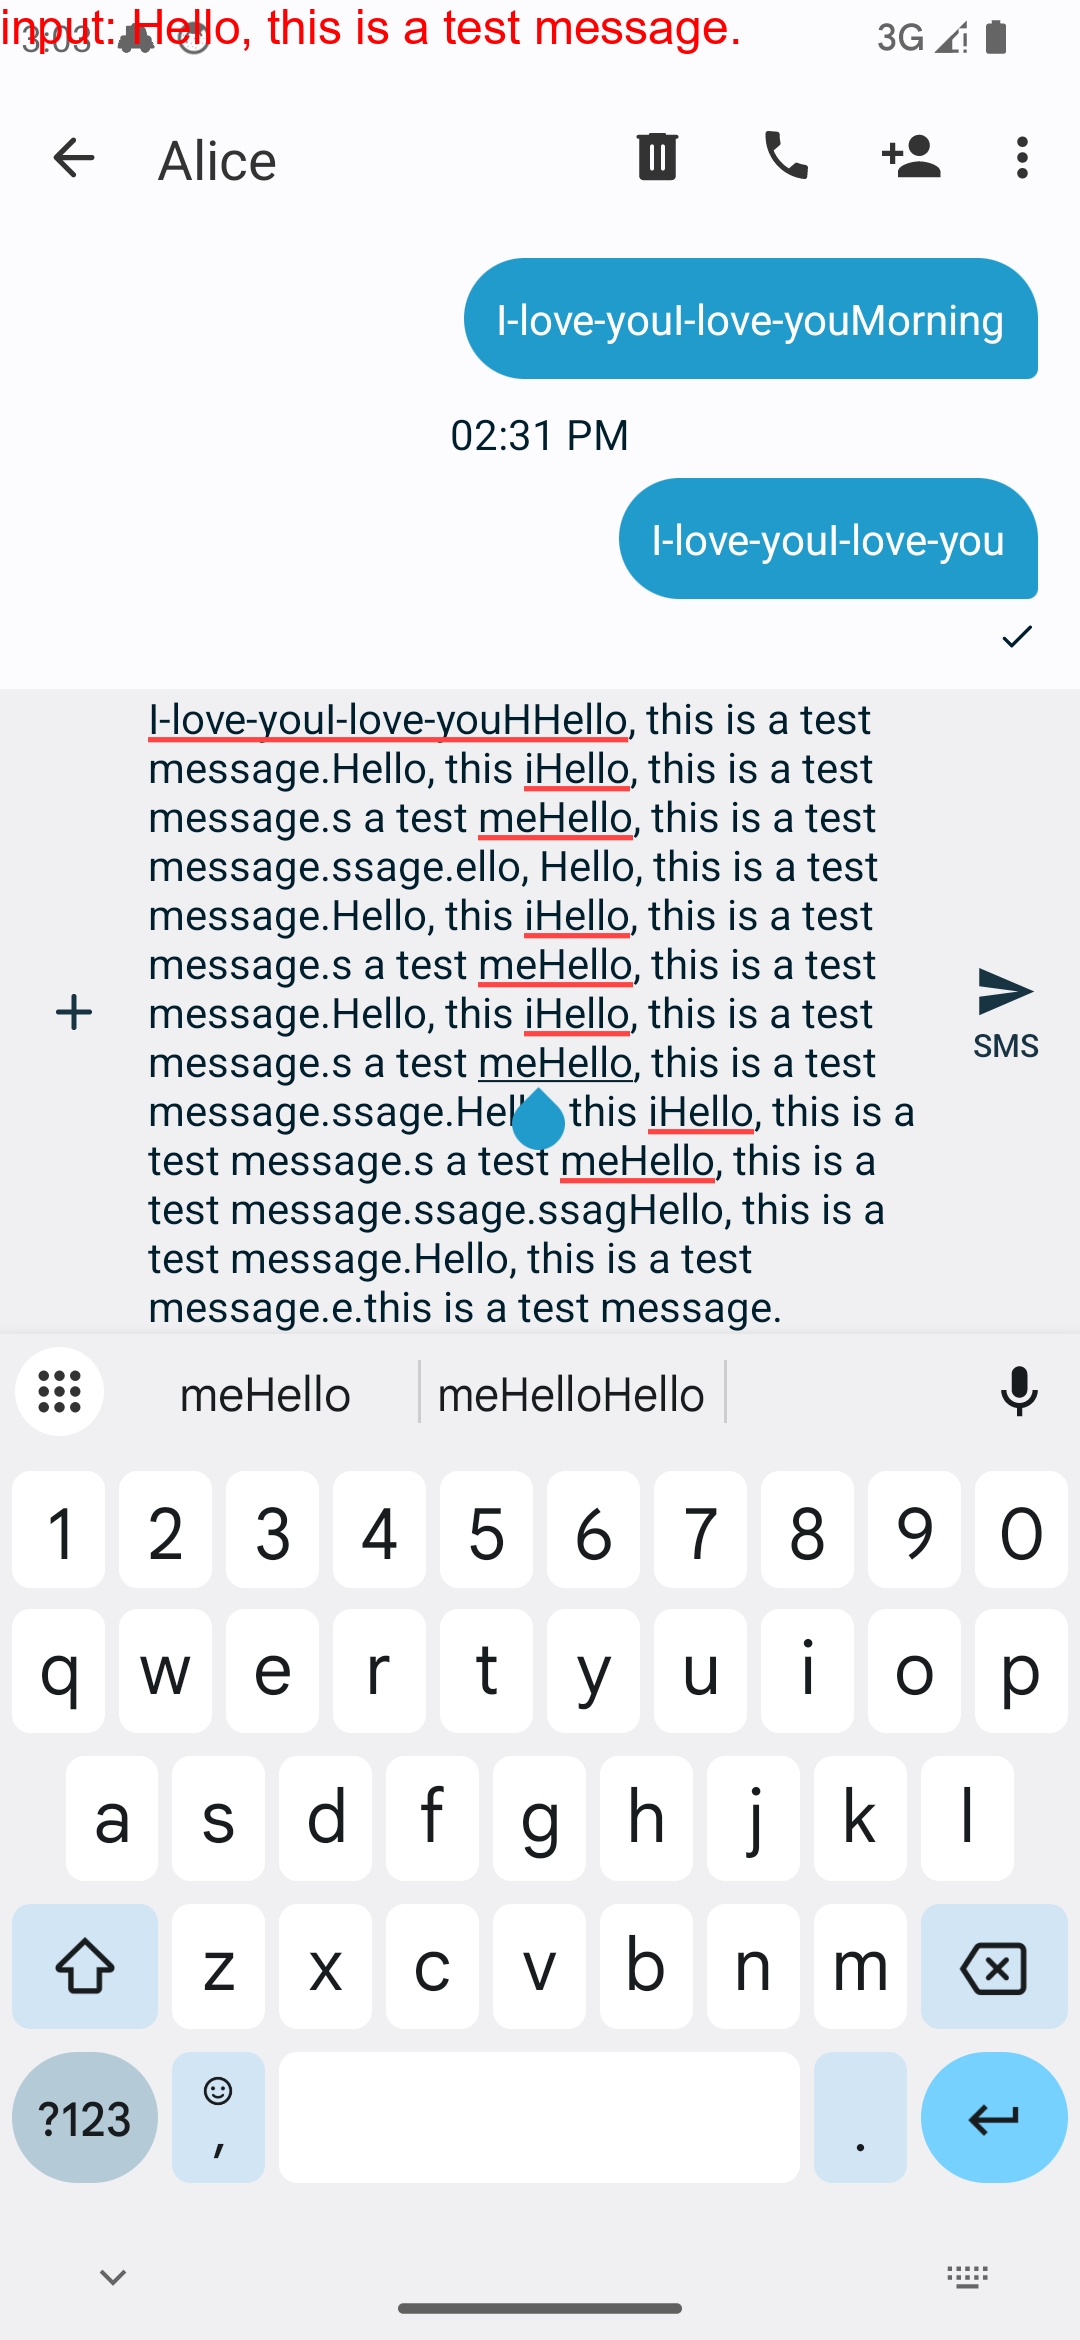 input: Hello, this is a test message.
3:03
3G
Alice
I-love-youI-love-youMorning
02:31 PM
I-love-youI-love-you
I-love-youI-love-youHHello, this is a test
message.Hello, this iHello, this is a test
message.s a test meHello, this is a test
message.ssage.ello, Hello, this is a test
message.Hello, this iHello, this is a test
message.s a test meHello, this is a test
message.Hello, this iHello, this is a test
message.s a test meHello, this is a test
message.ssage.Hell this iHello, this is a
test message.s a test meHello, this is a
test message.ssage.ssagHello, this is a
test message.Hello, this is a test
message.e.this is a test message.
SMS
meHello meHelloHello
1 2 3 4 5 6 7 8 9 0
q w e r t y u i o p
a s d f g h j k l
z x c v b n m
?123 , .